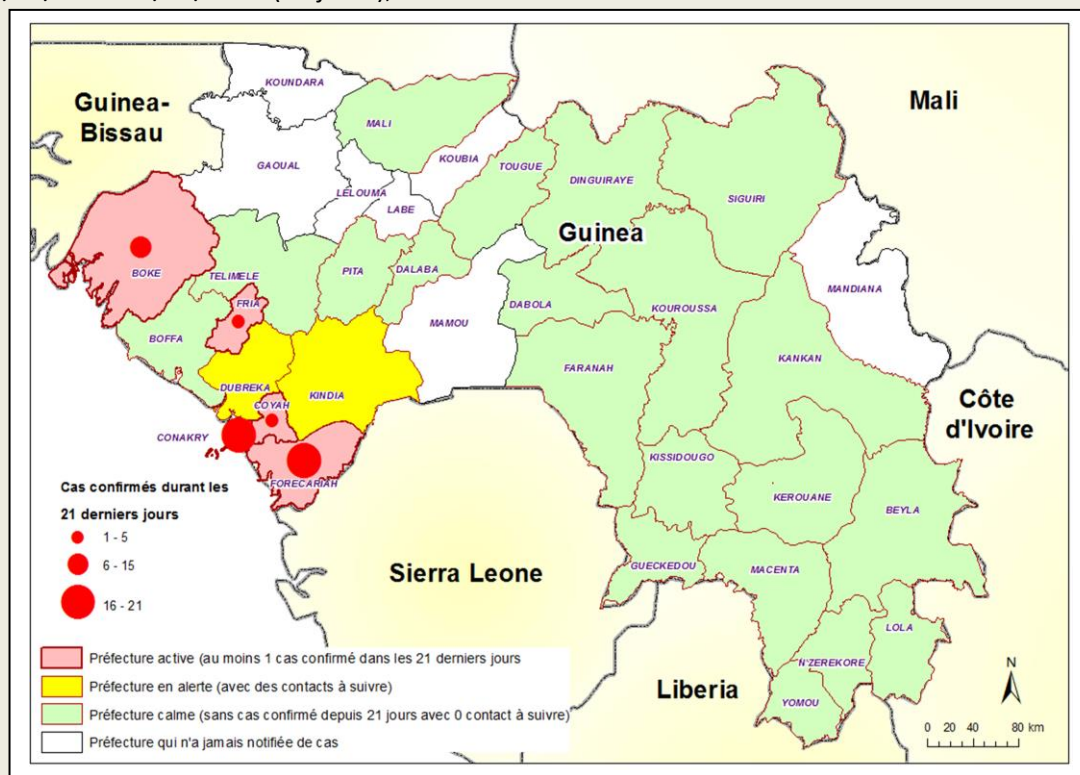 Guinea-
Bissau
Mali
KOUNDARA
MALI
GAOUAL
KOUBIA
TOUGUE
DINGUIRAYE
LELOUMA
LABE
SIGUIRI
Guinea
BOKE
TELIMELE
PITA
DALABA
MANDIANA
FRIA
DABOLA
KOUROUSSA
MAMOU
BOFFA
KANKAN
FARANAH
DUBREKA
KINDIA
COYAH
Côte
d'Ivoire
CONAKRY
KISSIDOUGO
FORECARIAH
KEROUANE
BEYLA
Cas confirmés durant les
21 derniers jours
1 - 5
6 - 15
16 - 21
GUECKEDOU
MACENTA
Sierra Leone
LOLA
N'ZEREKORE
Liberia
YOMOU
N
0 20 40 80 km
Préfecture active (au moins 1 cas confirmé dans les 21 derniers jours
Préfecture en alerte (avec des contacts à suivre)
Préfecture calme (sans cas confirmé depuis 21 jours avec 0 contact à suivre)
Préfecture qui n'a jamais notifiée de cas